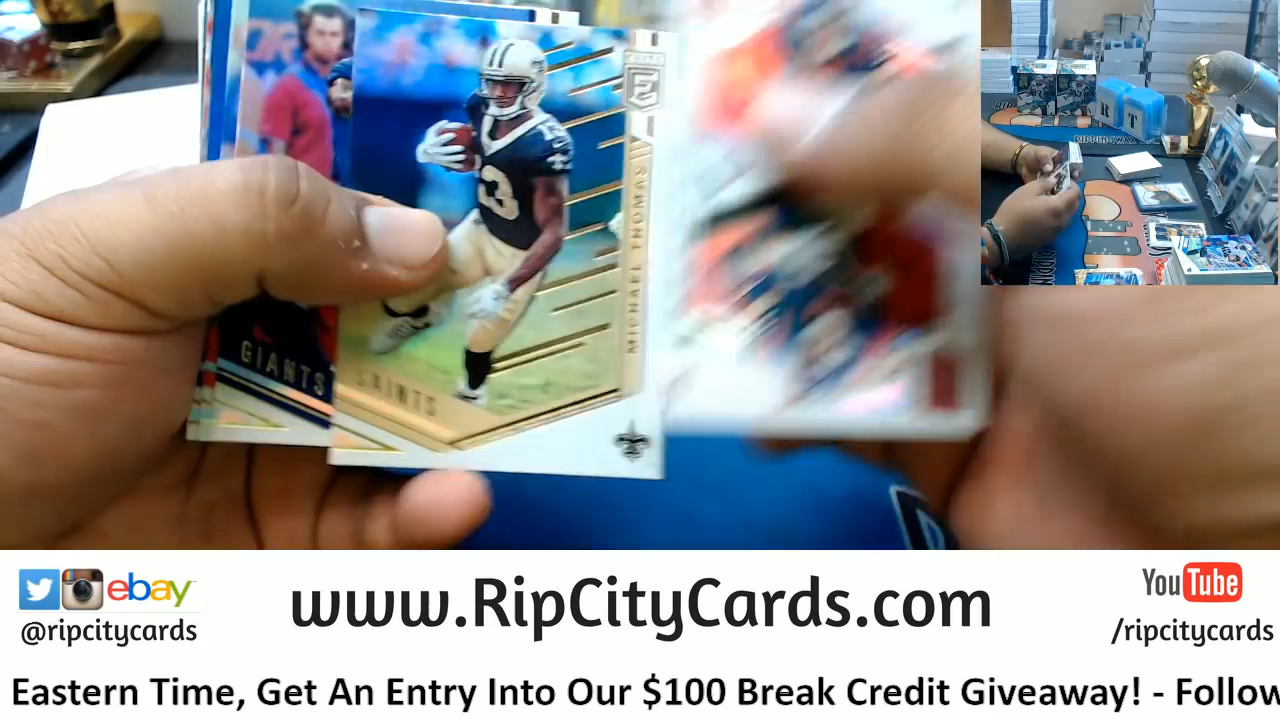 E
MICHAEL THOMAS
13
GIANTS
SAINTS
K T
ebay
@ripcitycards
www.RipCityCards.com
YouTube
/ripcitycards
Eastern Time, Get An Entry Into Our $100 Break Credit Giveaway! - Follow